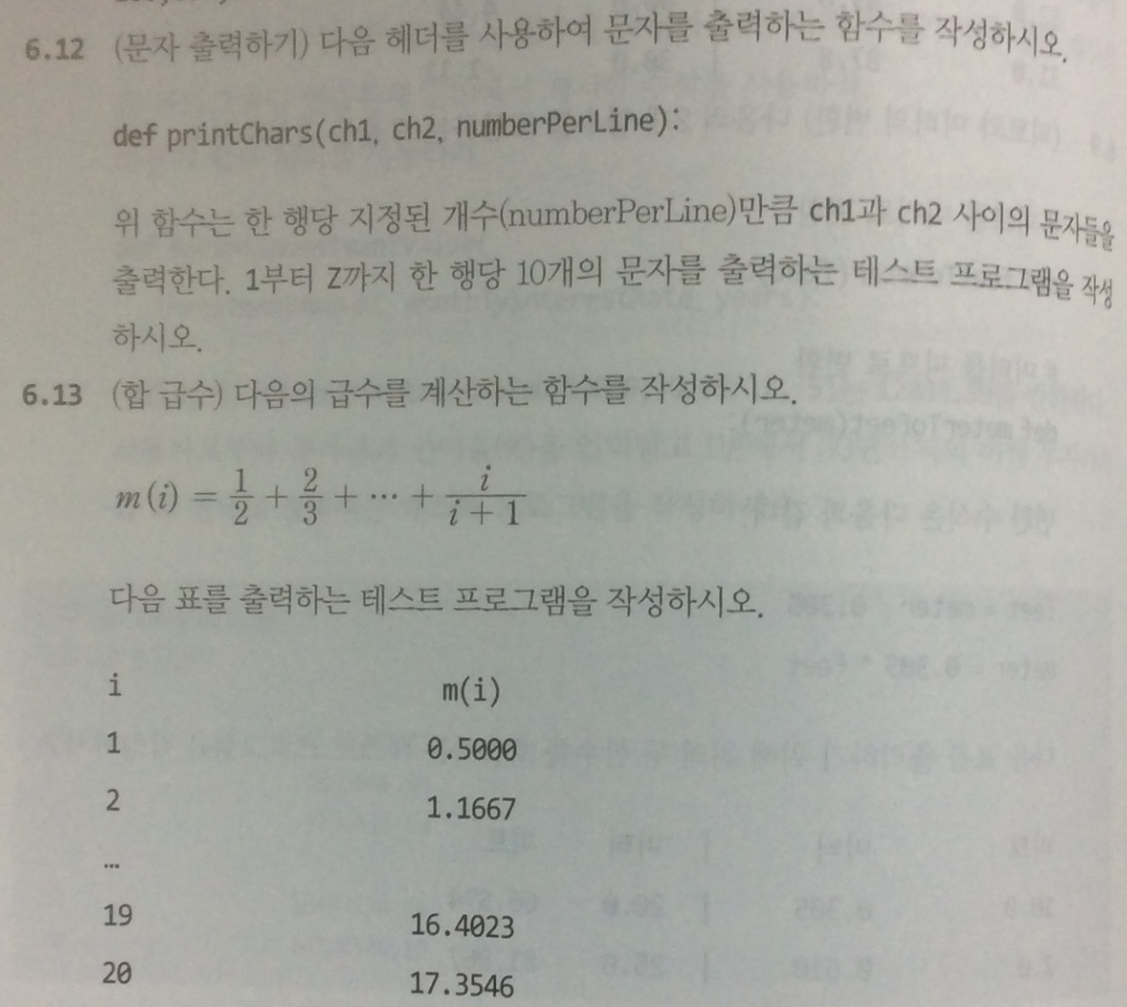 6.12 (문자 출력하기) 다음 헤더를 사용하여 문자를 출력하는 함수를 작성하시오.
def printChars(ch1, ch2, numberPerLine):
위 함수는 한 행당 지정된 개수(numberPerLine)만큼 ch1과 ch2 사이의 문자들을
출력한다. 1부터 Z까지 한 행당 10개의 문자를 출력하는 테스트 프로그램을 작성
하시오.
6.13 (합 급수) 다음의 급수를 계산하는 함수를 작성하시오.
m(i) = 1/2 + 2/3 + ⋯ + i/(i + 1)
다음 표를 출력하는 테스트 프로그램을 작성하시오.
i m(i)
1 0.5000
2 1.1667
…
19 16.4023
20 17.3546